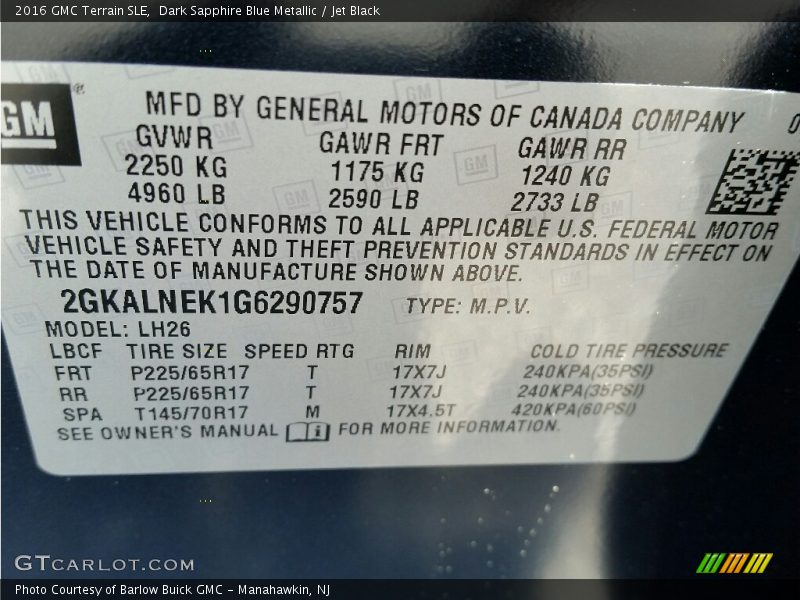 2016 GMC Terrain SLE,  Dark Sapphire Blue Metallic / Jet Black
GM
MFD BY GENERAL MOTORS OF CANADA COMPANY
GVWR GAWR FRT GAWR RR
2250 KG 1175 KG 1240 KG
4960 LB 2590 LB 2733 LB
THIS VEHICLE CONFORMS TO ALL APPLICABLE U.S. FEDERAL MOTOR
VEHICLE SAFETY AND THEFT PREVENTION STANDARDS IN EFFECT ON
THE DATE OF MANUFACTURE SHOWN ABOVE.
2GKALNEK1G6290757 TYPE: M.P.V.
MODEL: LH26
LBCF TIRE SIZE SPEED RTG RIM COLD TIRE PRESSURE
FRT P225/65R17 T 17X7J 240KPA(35PSI)
RR P225/65R17 T 17X7J 240KPA(35PSI)
SPA T145/70R17 M 17X4.5T 420KPA(60PSI)
SEE OWNER'S MANUAL FOR MORE INFORMATION.
GTCARLOT.COM
Photo Courtesy of Barlow Buick GMC - Manahawkin, NJ